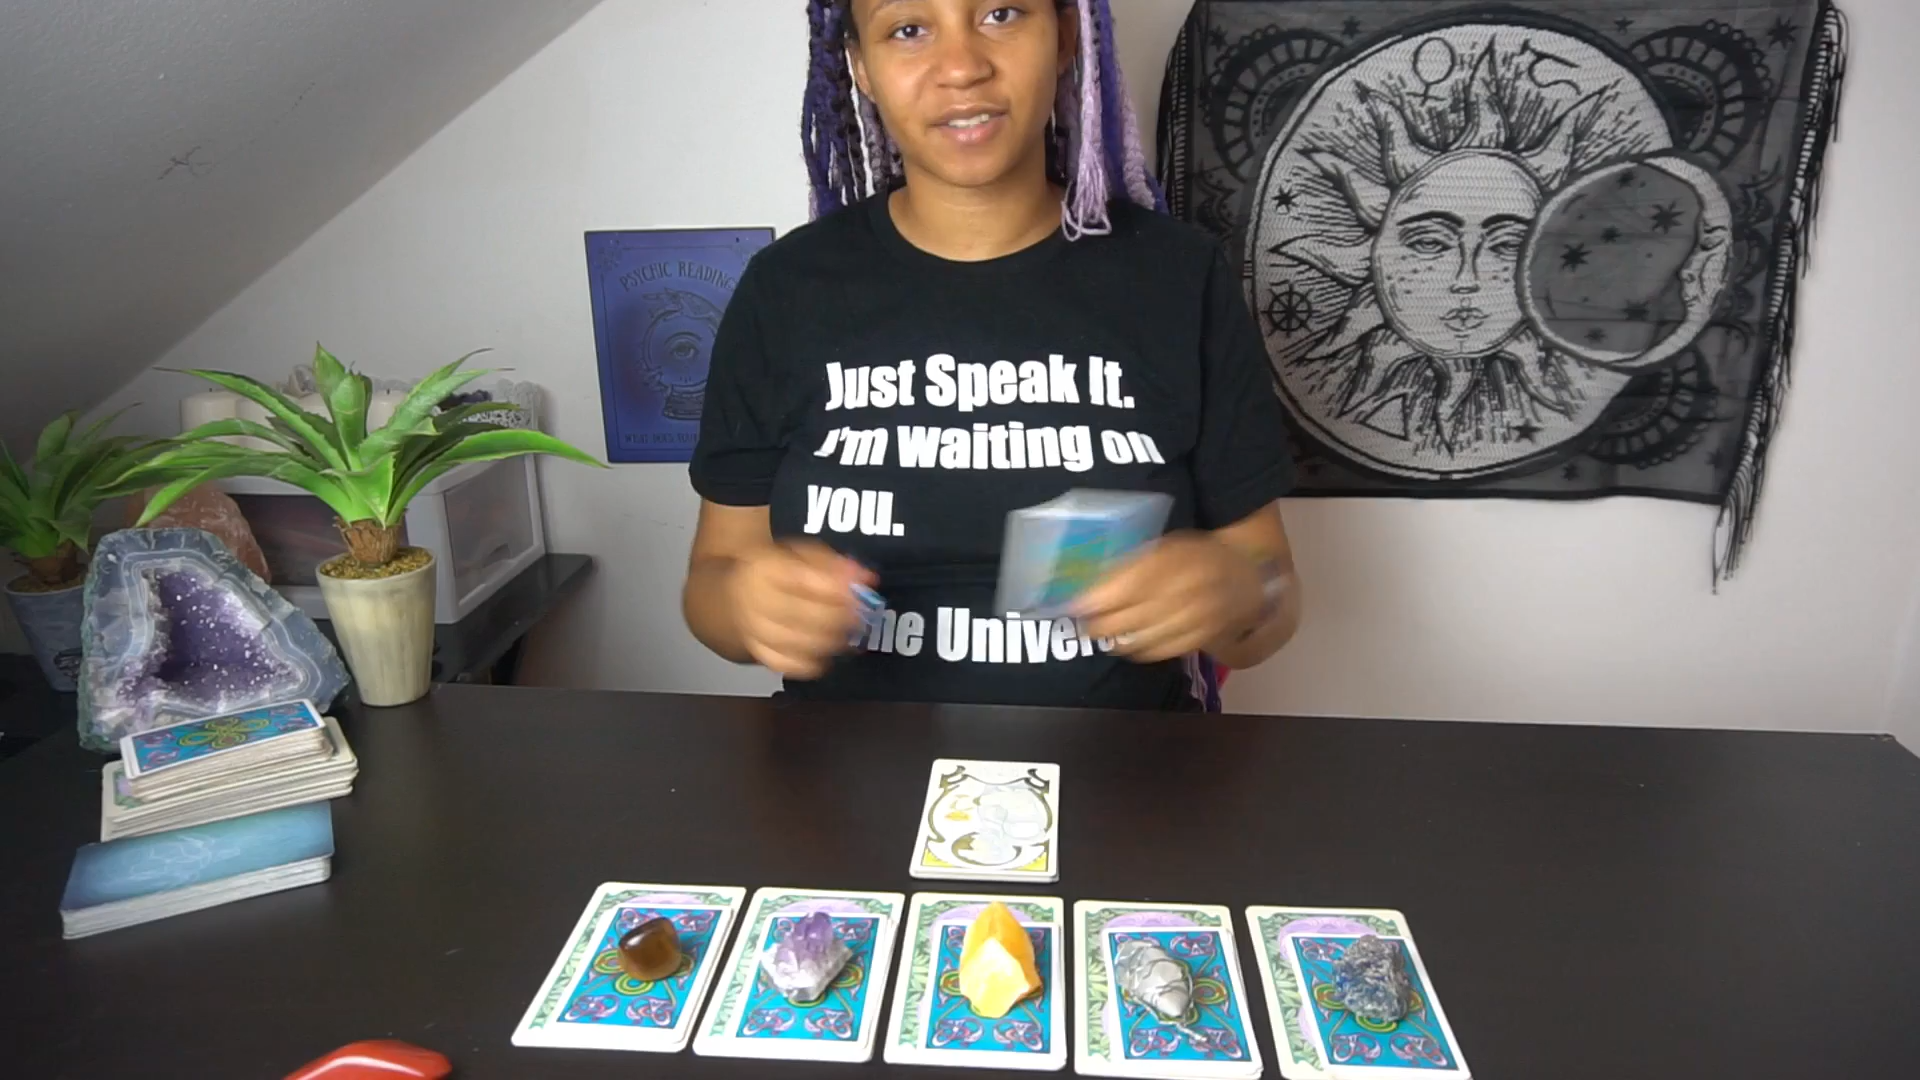 PSYCHIC READINGS
Just Speak It.
I'm waiting on
you.
The Univer